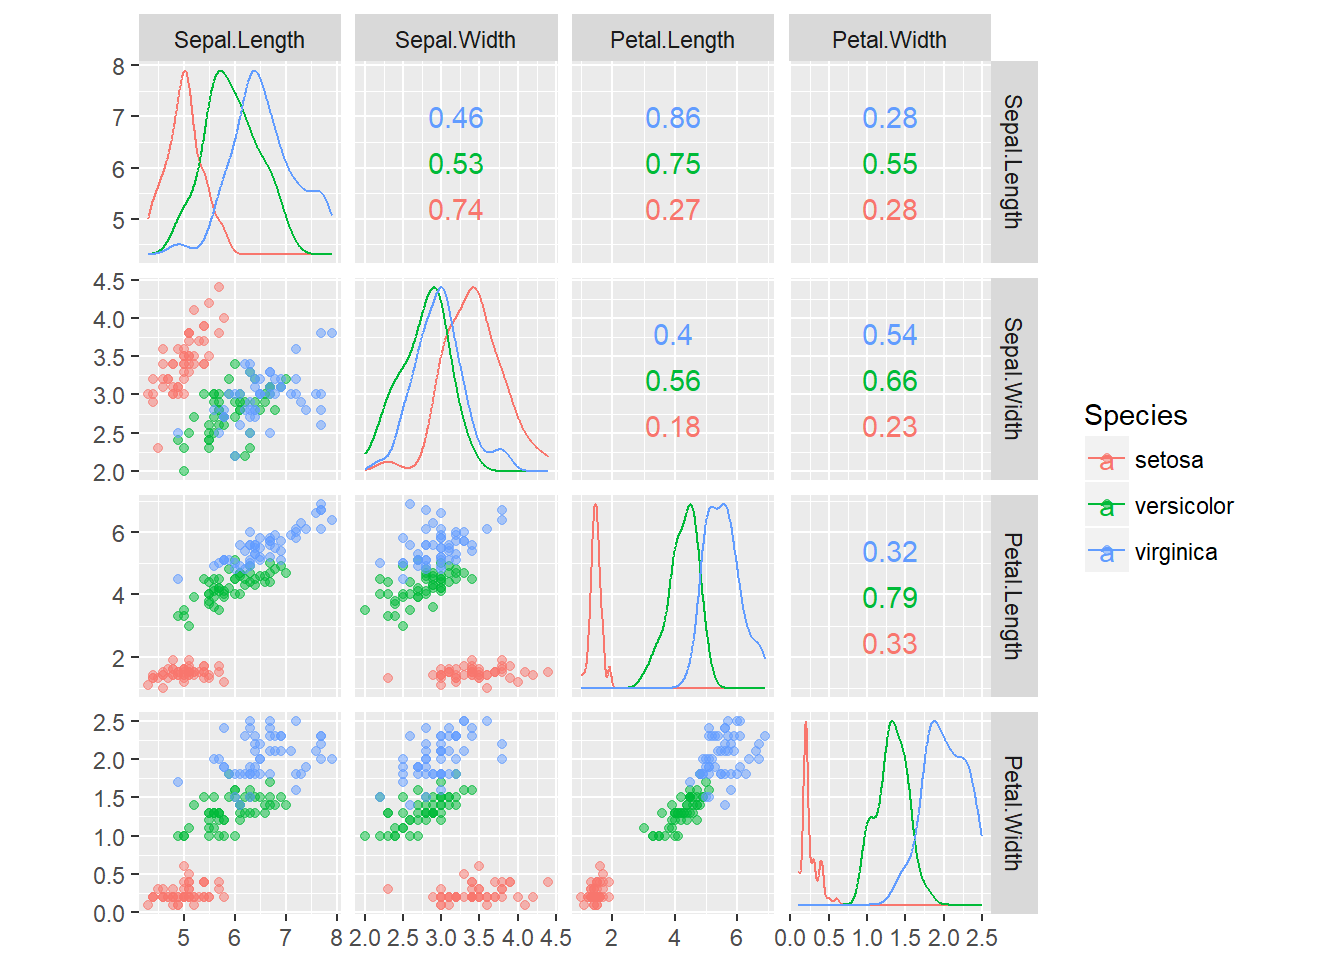 Sepal.Length Sepal.Width Petal.Length Petal.Width
8
7
6
5
0.46 0.86 0.28
0.53 0.75 0.55
0.74 0.27 0.28
Sepal.Length
4.5
4.0
3.5
3.0
2.5
2.0
0.4 0.54
0.56 0.66
0.18 0.23
Sepal.Width
6
4
2
0.32
0.79
0.33
Petal.Length
2.5
2.0
1.5
1.0
0.5
0.0
Petal.Width
5 6 7 8 2.0 2.5 3.0 3.5 4.0 4.5 2 4 6 0.0 0.5 1.0 1.5 2.0 2.5
Species
a setosa
a versicolor
a virginica